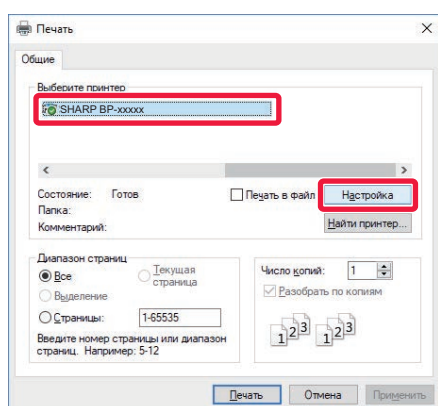 Печать
Общие
Выберите принтер
SHARP BP-xxxxx
Состояние: Готов
Печать в файл
Настройка
Папка:
Комментарий:
Найти принтер...
Диапазон страниц
Все
Текущая страница
Выделение
Страницы: 1-65535
Введите номер страницы или диапазон
страниц. Например: 5-12
Число копий: 1
Разобрать по копиям
1 2 3 1 2 3
Печать Отмена Применить